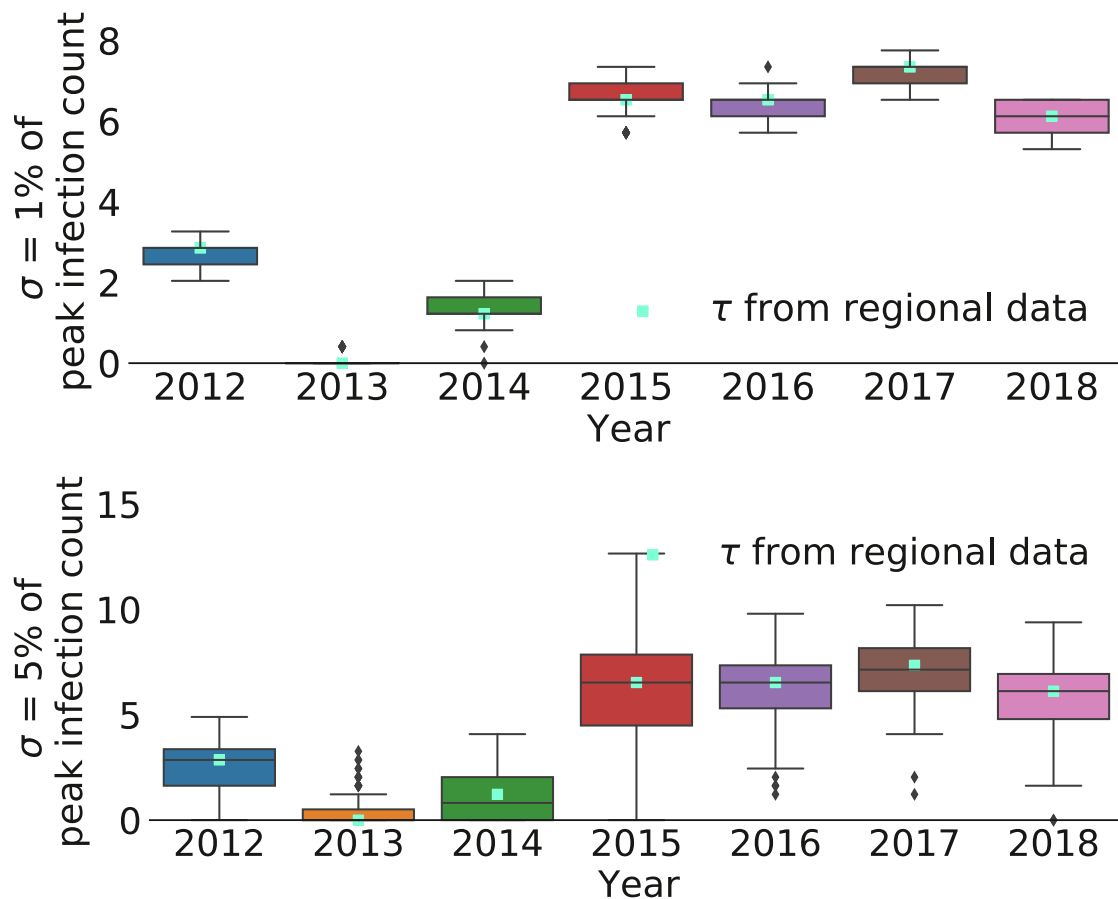 σ = 1% of
peak infection count
8
6
4
2
0
τ from regional data
2012 2013 2014 2015 2016 2017 2018
Year
σ = 5% of
peak infection count
15
10
5
0
τ from regional data
2012 2013 2014 2015 2016 2017 2018
Year